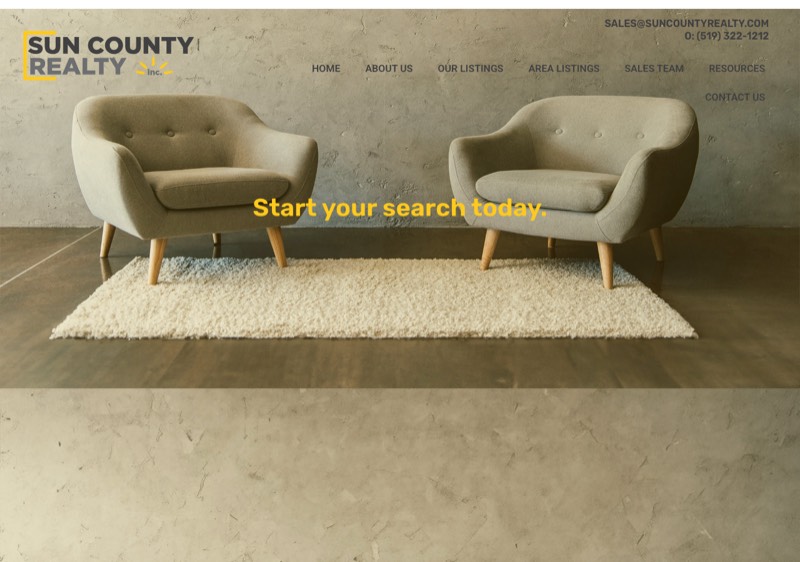 SALES@SUNCOUNTYREALTY.COM
O: (519) 322-1212
SUN COUNTY
REALTY Inc.
HOME ABOUT US OUR LISTINGS AREA LISTINGS SALES TEAM RESOURCES
CONTACT US
Start your search today.